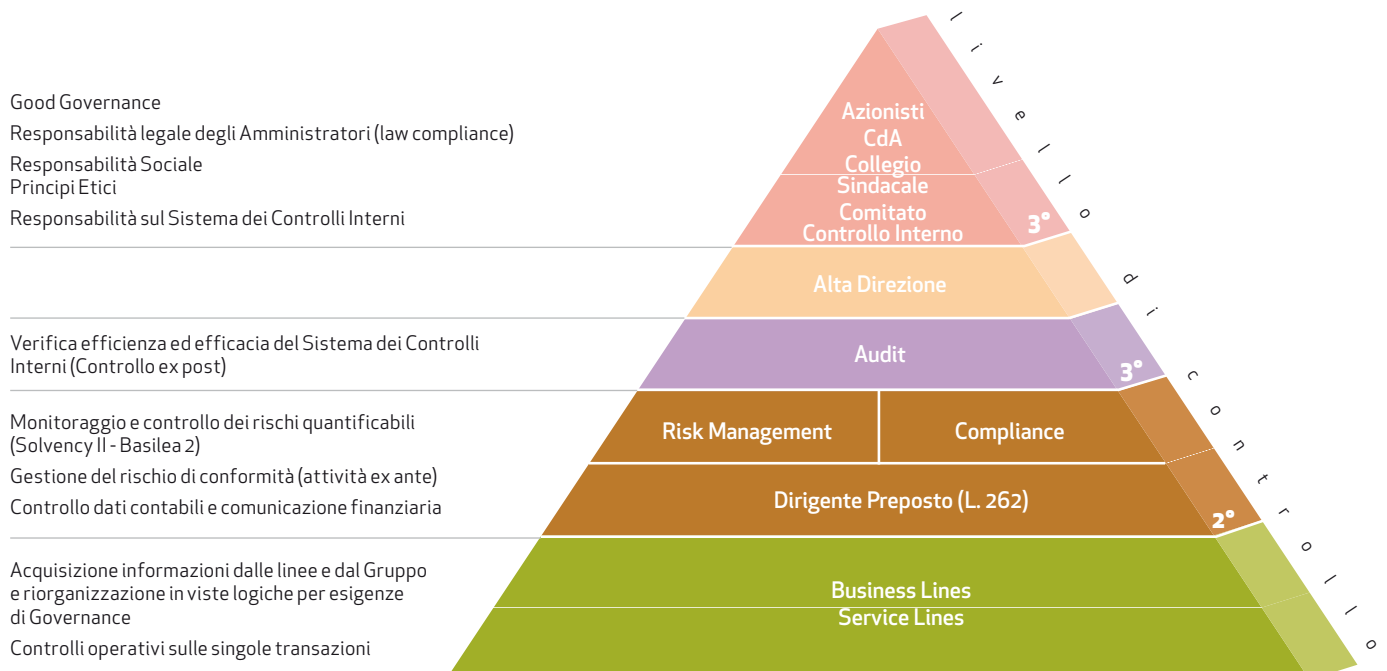 Good Governance
Responsabilità legale degli Amministratori (law compliance)
Responsabilità Sociale
Principi Etici
Responsabilità sul Sistema dei Controlli Interni
Azionisti
CdA
Collegio
Sindacale
Comitato
Controllo Interno
3°
Alta Direzione
Verifica efficienza ed efficacia del Sistema dei Controlli
Interni (Controllo ex post)
Audit
3°
Monitoraggio e controllo dei rischi quantificabili
(Solvency II - Basilea 2)
Gestione del rischio di conformità (attività ex ante)
Controllo dati contabili e comunicazione finanziaria
Risk Management
Compliance
Dirigente Preposto (L. 262)
2°
Acquisizione informazioni dalle linee e dal Gruppo
e riorganizzazione in viste logiche per esigenze
di Governance
Controlli operativi sulle singole transazioni
Business Lines
Service Lines
livello di controllo